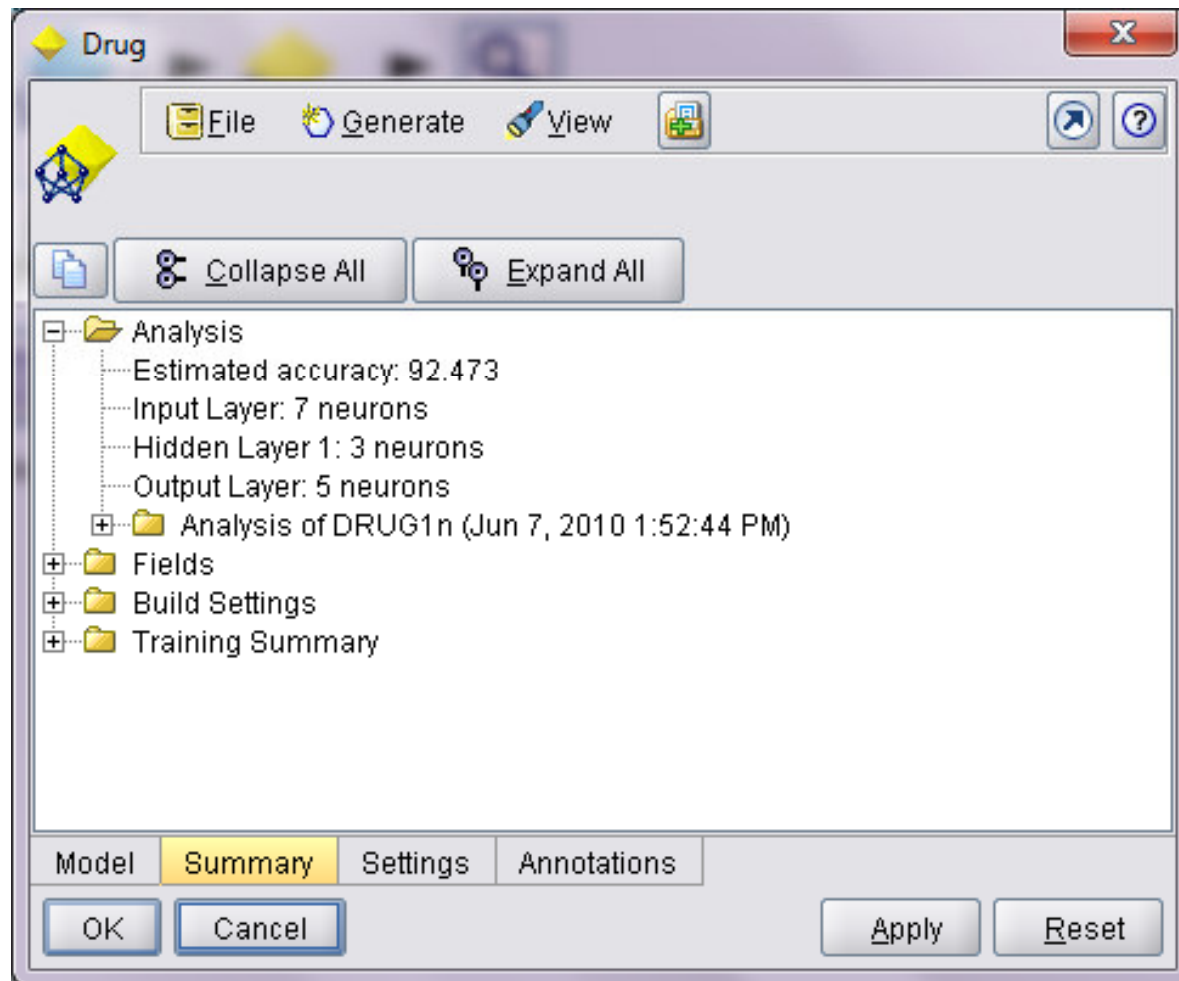 Drug
File Generate View
Collapse All Expand All
Analysis
Estimated accuracy: 92.473
Input Layer: 7 neurons
Hidden Layer 1: 3 neurons
Output Layer: 5 neurons
Analysis of DRUG1n (Jun 7, 2010 1:52:44 PM)
Fields
Build Settings
Training Summary
Model Summary Settings Annotations
OK Cancel Apply Reset